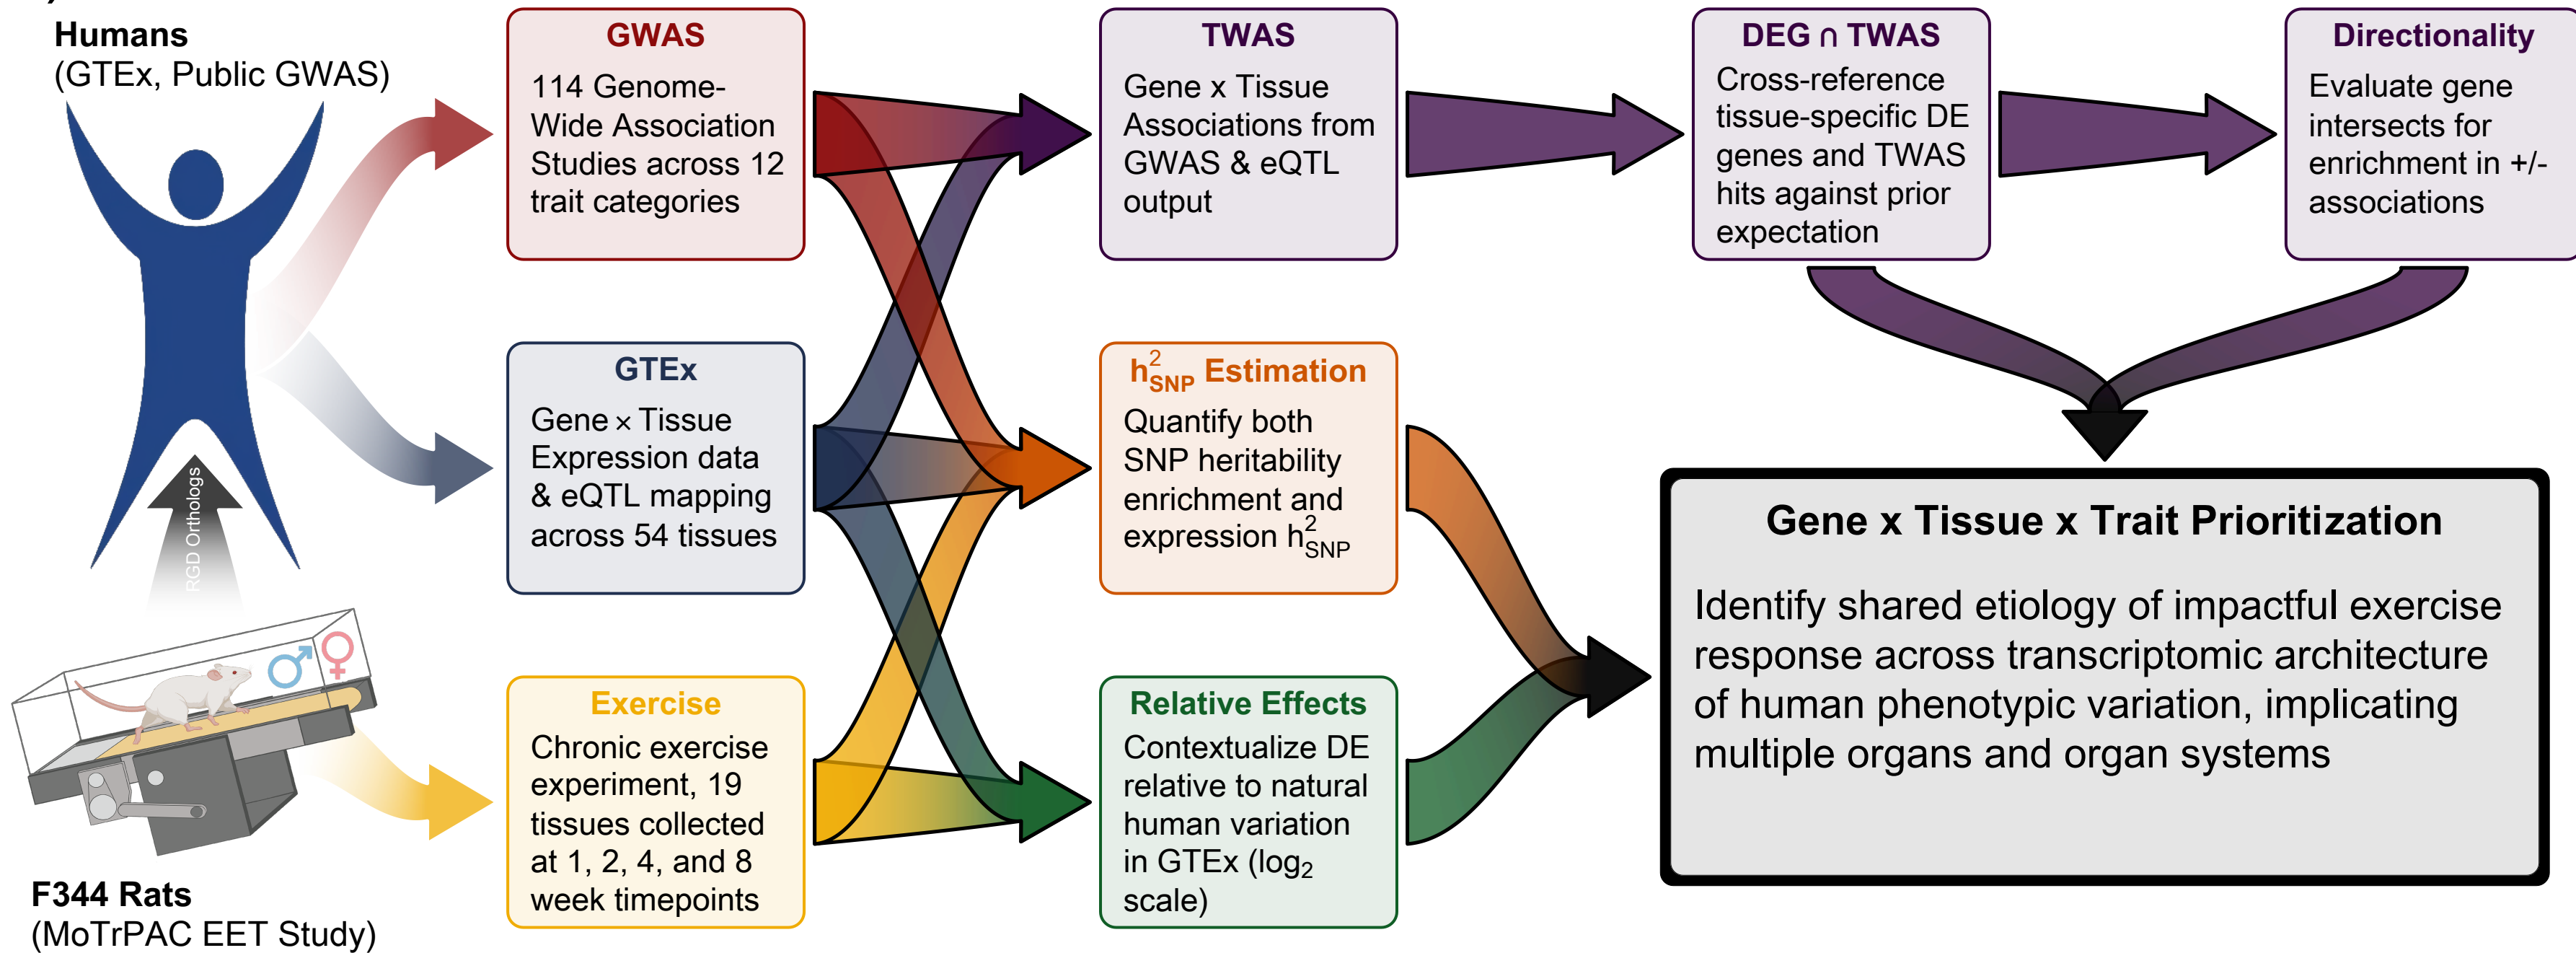 )
Humans
(GTEx, Public GWAS)
RGD Orthologs
F344 Rats
(MoTrPAC EET Study)
GWAS
114 Genome-
Wide Association
Studies across 12
trait categories
GTEx
Gene × Tissue
Expression data
& eQTL mapping
across 54 tissues
Exercise
Chronic exercise
experiment, 19
tissues collected
at 1, 2, 4, and 8
week timepoints
TWAS
Gene x Tissue
Associations from
GWAS & eQTL
output
h²SNP Estimation
Quantify both
SNP heritability
enrichment and
expression h²SNP
Relative Effects
Contextualize DE
relative to natural
human variation
in GTEx (log₂
scale)
DEG ∩ TWAS
Cross-reference
tissue-specific DE
genes and TWAS
hits against prior
expectation
Directionality
Evaluate gene
intersects for
enrichment in +/-
associations
Gene x Tissue x Trait Prioritization
Identify shared etiology of impactful exercise
response across transcriptomic architecture
of human phenotypic variation, implicating
multiple organs and organ systems